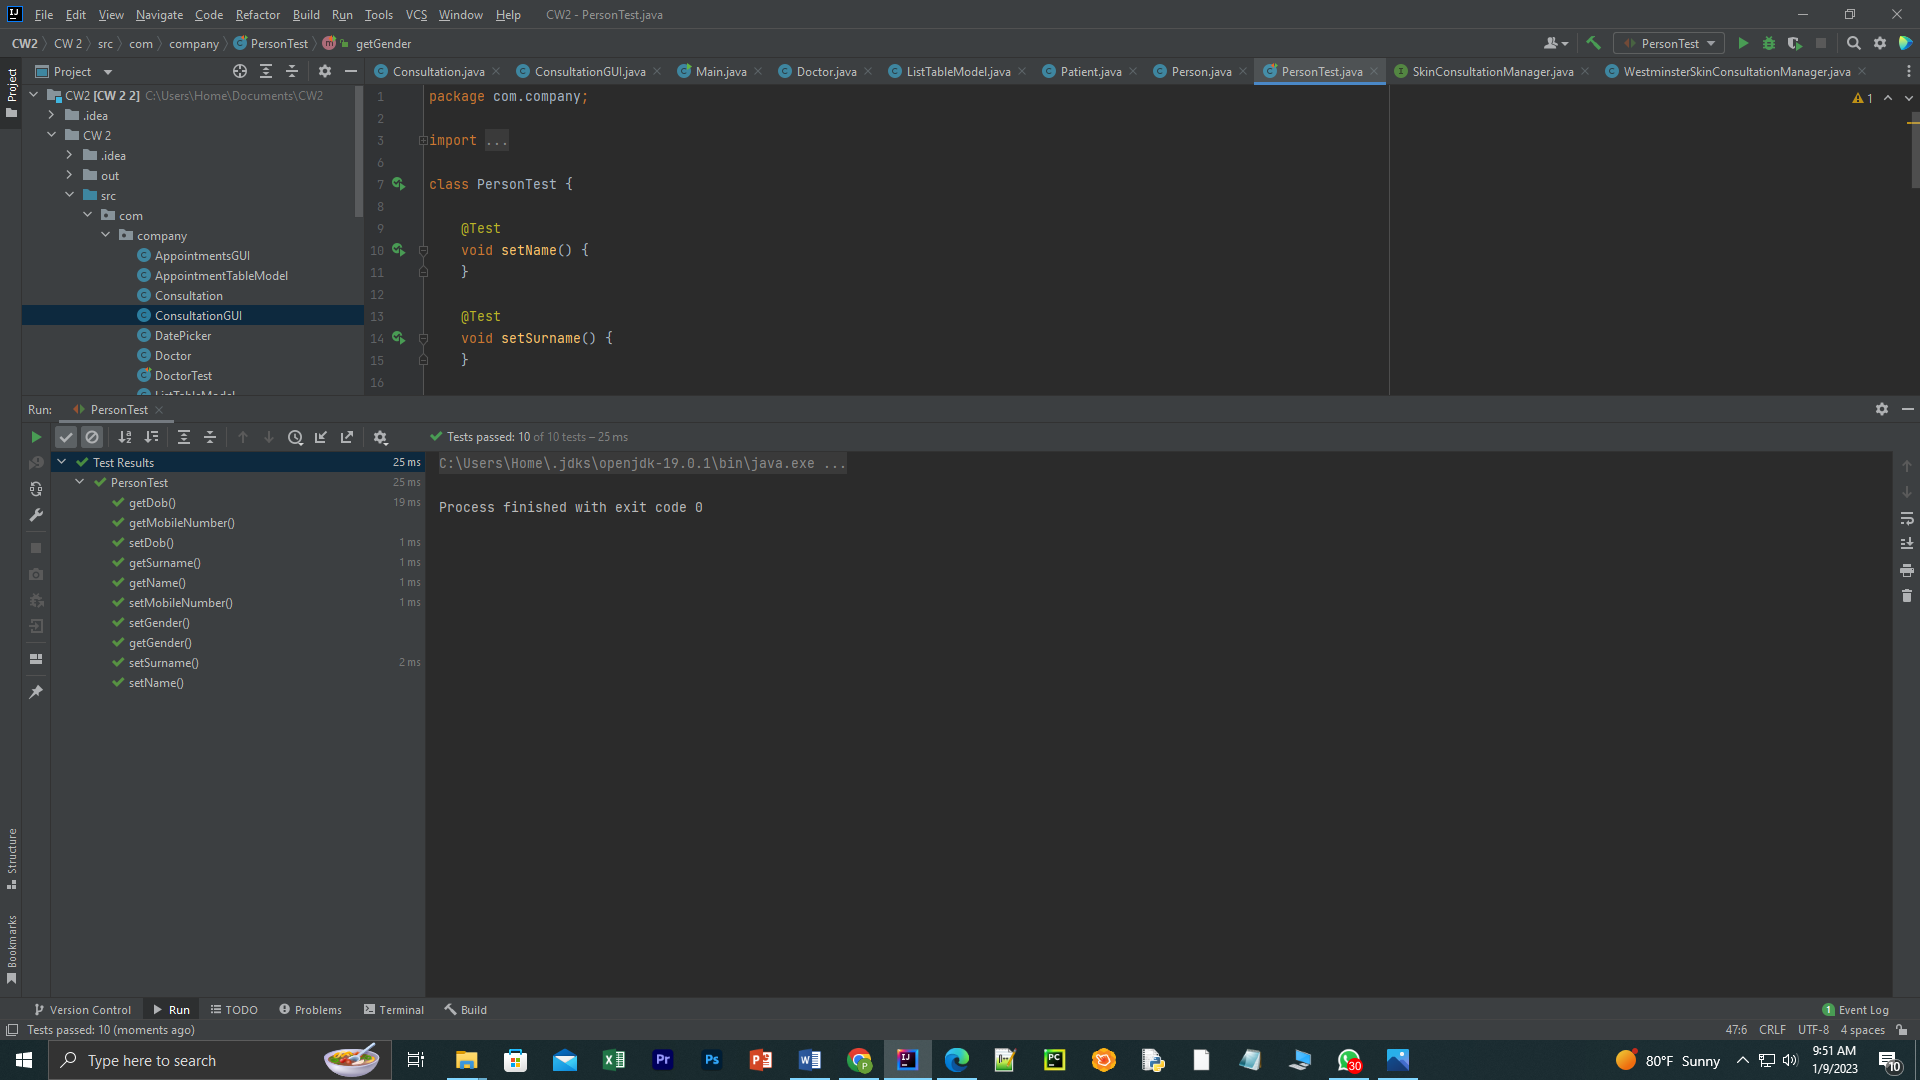 File Edit View Navigate Code Refactor Build Run Tools VCS Window Help CW2 - PersonTest.java
CW2 CW 2 src com company PersonTest getGender
PersonTest
Project
Consultation.java ConsultationGUI.java Main.java Doctor.java ListTableModel.java Patient.java Person.java PersonTest.java SkinConsultationManager.java WestminsterSkinConsultationManager.java
Project
CW2 [CW 2 2] C:\Users\Home\Documents\CW2
.idea
CW 2
.idea
out
src
com
company
AppointmentsGUI
AppointmentTableModel
Consultation
ConsultationGUI
DatePicker
Doctor
DoctorTest
ListTableModel
1 package com.company;
2
3 import ...
6
7 class PersonTest {
8
9 @Test
10 void setName() {
11 }
12
13 @Test
14 void setSurname() {
15 }
16
1
Run: PersonTest
Tests passed: 10 of 10 tests – 25 ms
Test Results 25 ms
PersonTest 25 ms
getDob() 19 ms
getMobileNumber()
setDob() 1 ms
getSurname() 1 ms
getName() 1 ms
setMobileNumber() 1 ms
setGender()
getGender()
setSurname() 2 ms
setName()
C:\Users\Home\.jdks\openjdk-19.0.1\bin\java.exe ...
Process finished with exit code 0
Structure
Bookmarks
Version Control Run TODO Problems Terminal Build 1 Event Log
Tests passed: 10 (moments ago) 47:6 CRLF UTF-8 4 spaces
Type here to search
30
80°F Sunny
9:51 AM
1/9/2023
10